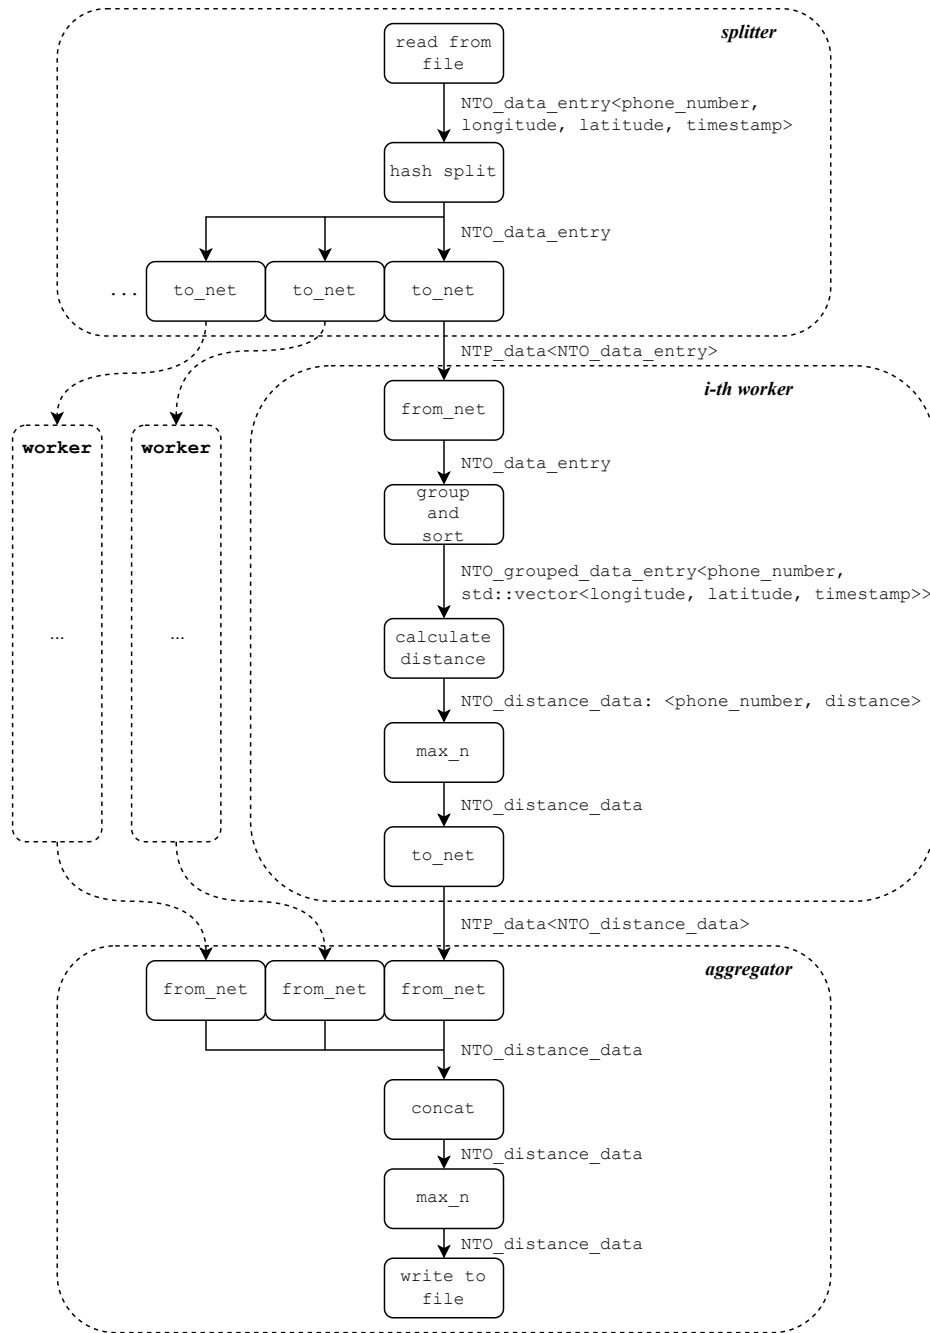 splitter
read from
file
NTO_data_entry<phone_number,
longitude, latitude, timestamp>
hash split
NTO_data_entry
... to_net to_net to_net
NTP_data<NTO_data_entry>
i-th worker
from_net
worker worker
NTO_data_entry
group
and
sort
NTO_grouped_data_entry<phone_number,
std::vector<longitude, latitude, timestamp>>
... ...
calculate
distance
NTO_distance_data: <phone_number, distance>
max_n
NTO_distance_data
to_net
NTP_data<NTO_distance_data>
aggregator
from_net from_net from_net
NTO_distance_data
concat
NTO_distance_data
max_n
NTO_distance_data
write to
file